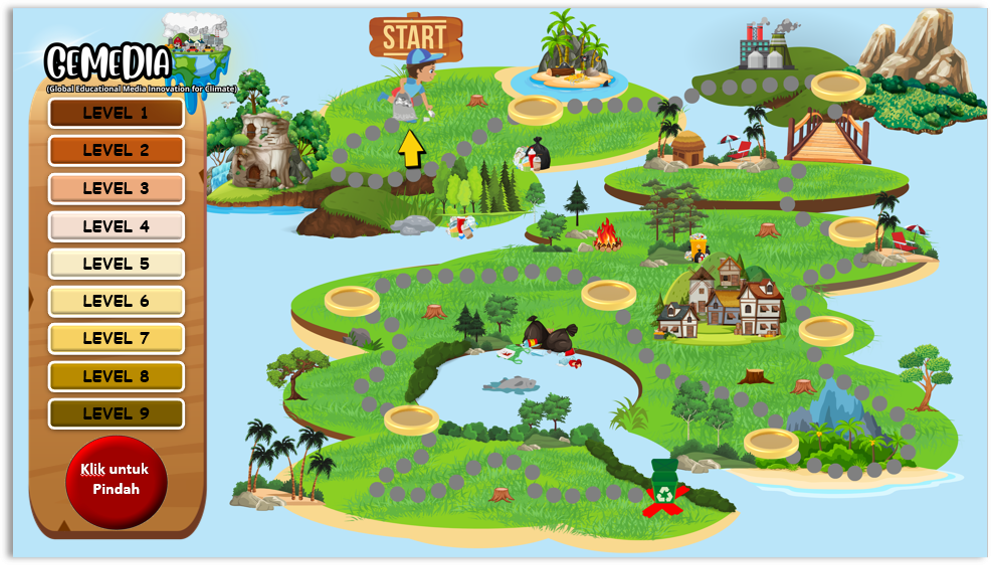 START
GEMEDIA
(Global Educational Media Innovation for Climate)
LEVEL 1
LEVEL 2
LEVEL 3
LEVEL 4
LEVEL 5
LEVEL 6
LEVEL 7
LEVEL 8
LEVEL 9
Klik untuk
Pindah